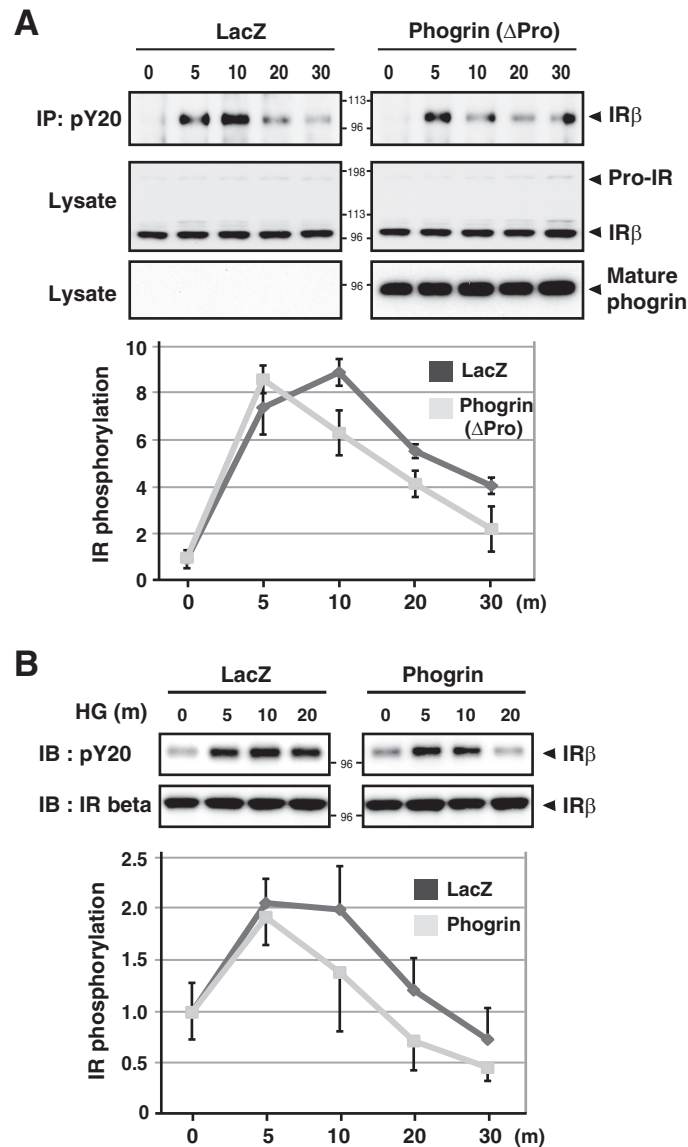 A
LacZ Phogrin (ΔPro)
0 5 10 20 30 0 5 10 20 30
IP: pY20 113 96 IRβ
Lysate 198 113 96 Pro-IR IRβ
Lysate 96 Mature phogrin
IR phosphorylation
10
8
6
4
2
0
LacZ
Phogrin
(ΔPro)
0 5 10 20 30 (m)
B
LacZ Phogrin
HG (m) 0 5 10 20 0 5 10 20
IB : pY20 96 IRβ
IB : IR beta 96 IRβ
IR phosphorylation
2.5
2.0
1.5
1.0
0.5
0
LacZ
Phogrin
0 5 10 20 30 (m)